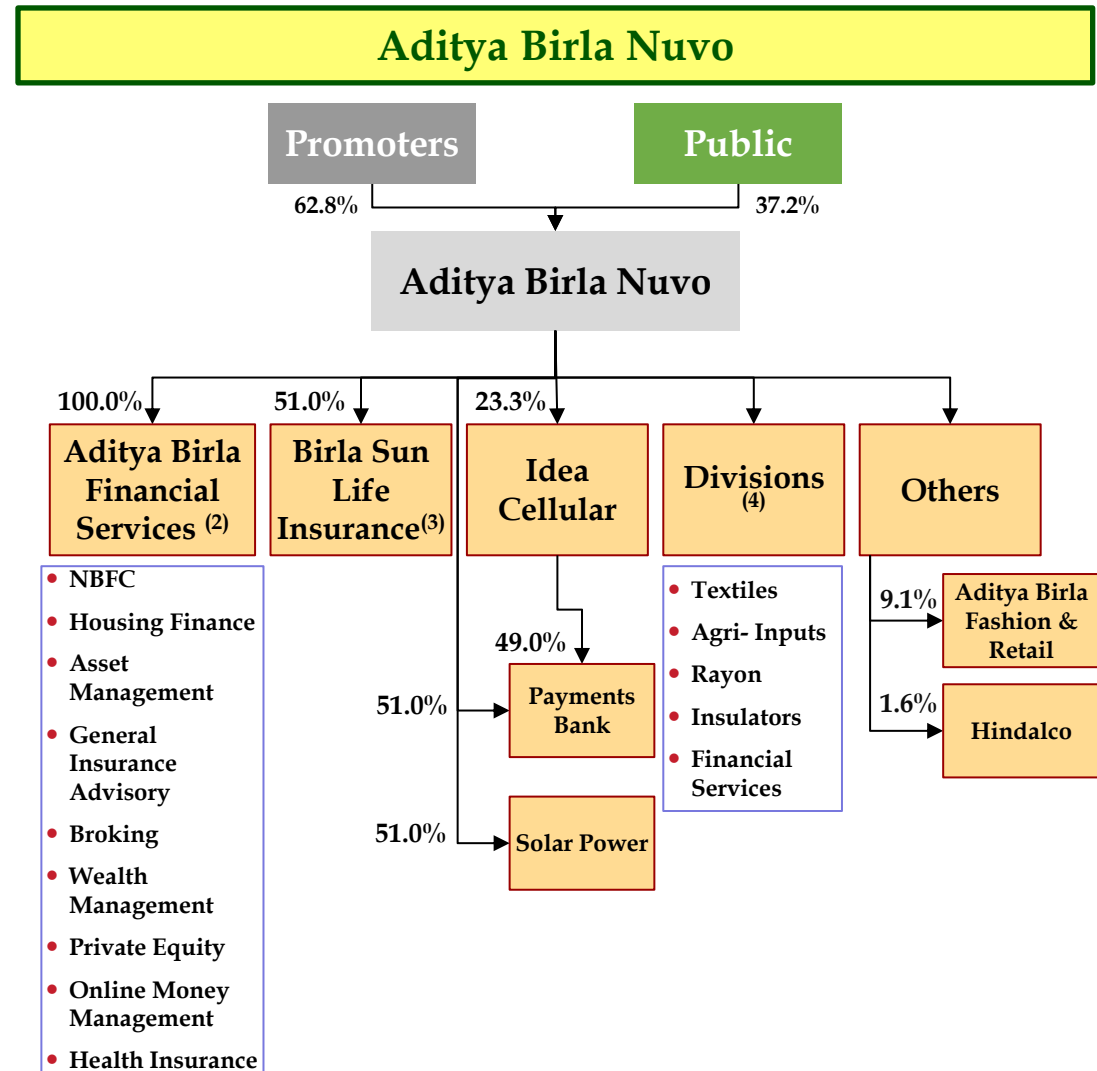 Aditya Birla Nuvo
Promoters
Public
62.8%
37.2%
Aditya Birla Nuvo
100.0%
51.0%
23.3%
Aditya Birla
Financial
Services (2)
Birla Sun
Life
Insurance(3)
Idea
Cellular
Divisions
(4)
Others
• NBFC
• Housing Finance
• Asset
Management
• General
Insurance
Advisory
• Broking
• Wealth
Management
• Private Equity
• Online Money
Management
• Health Insurance
49.0%
51.0%
Payments
Bank
51.0%
Solar Power
• Textiles
• Agri- Inputs
• Rayon
• Insulators
• Financial
Services
9.1%
Aditya Birla
Fashion &
Retail
1.6%
Hindalco